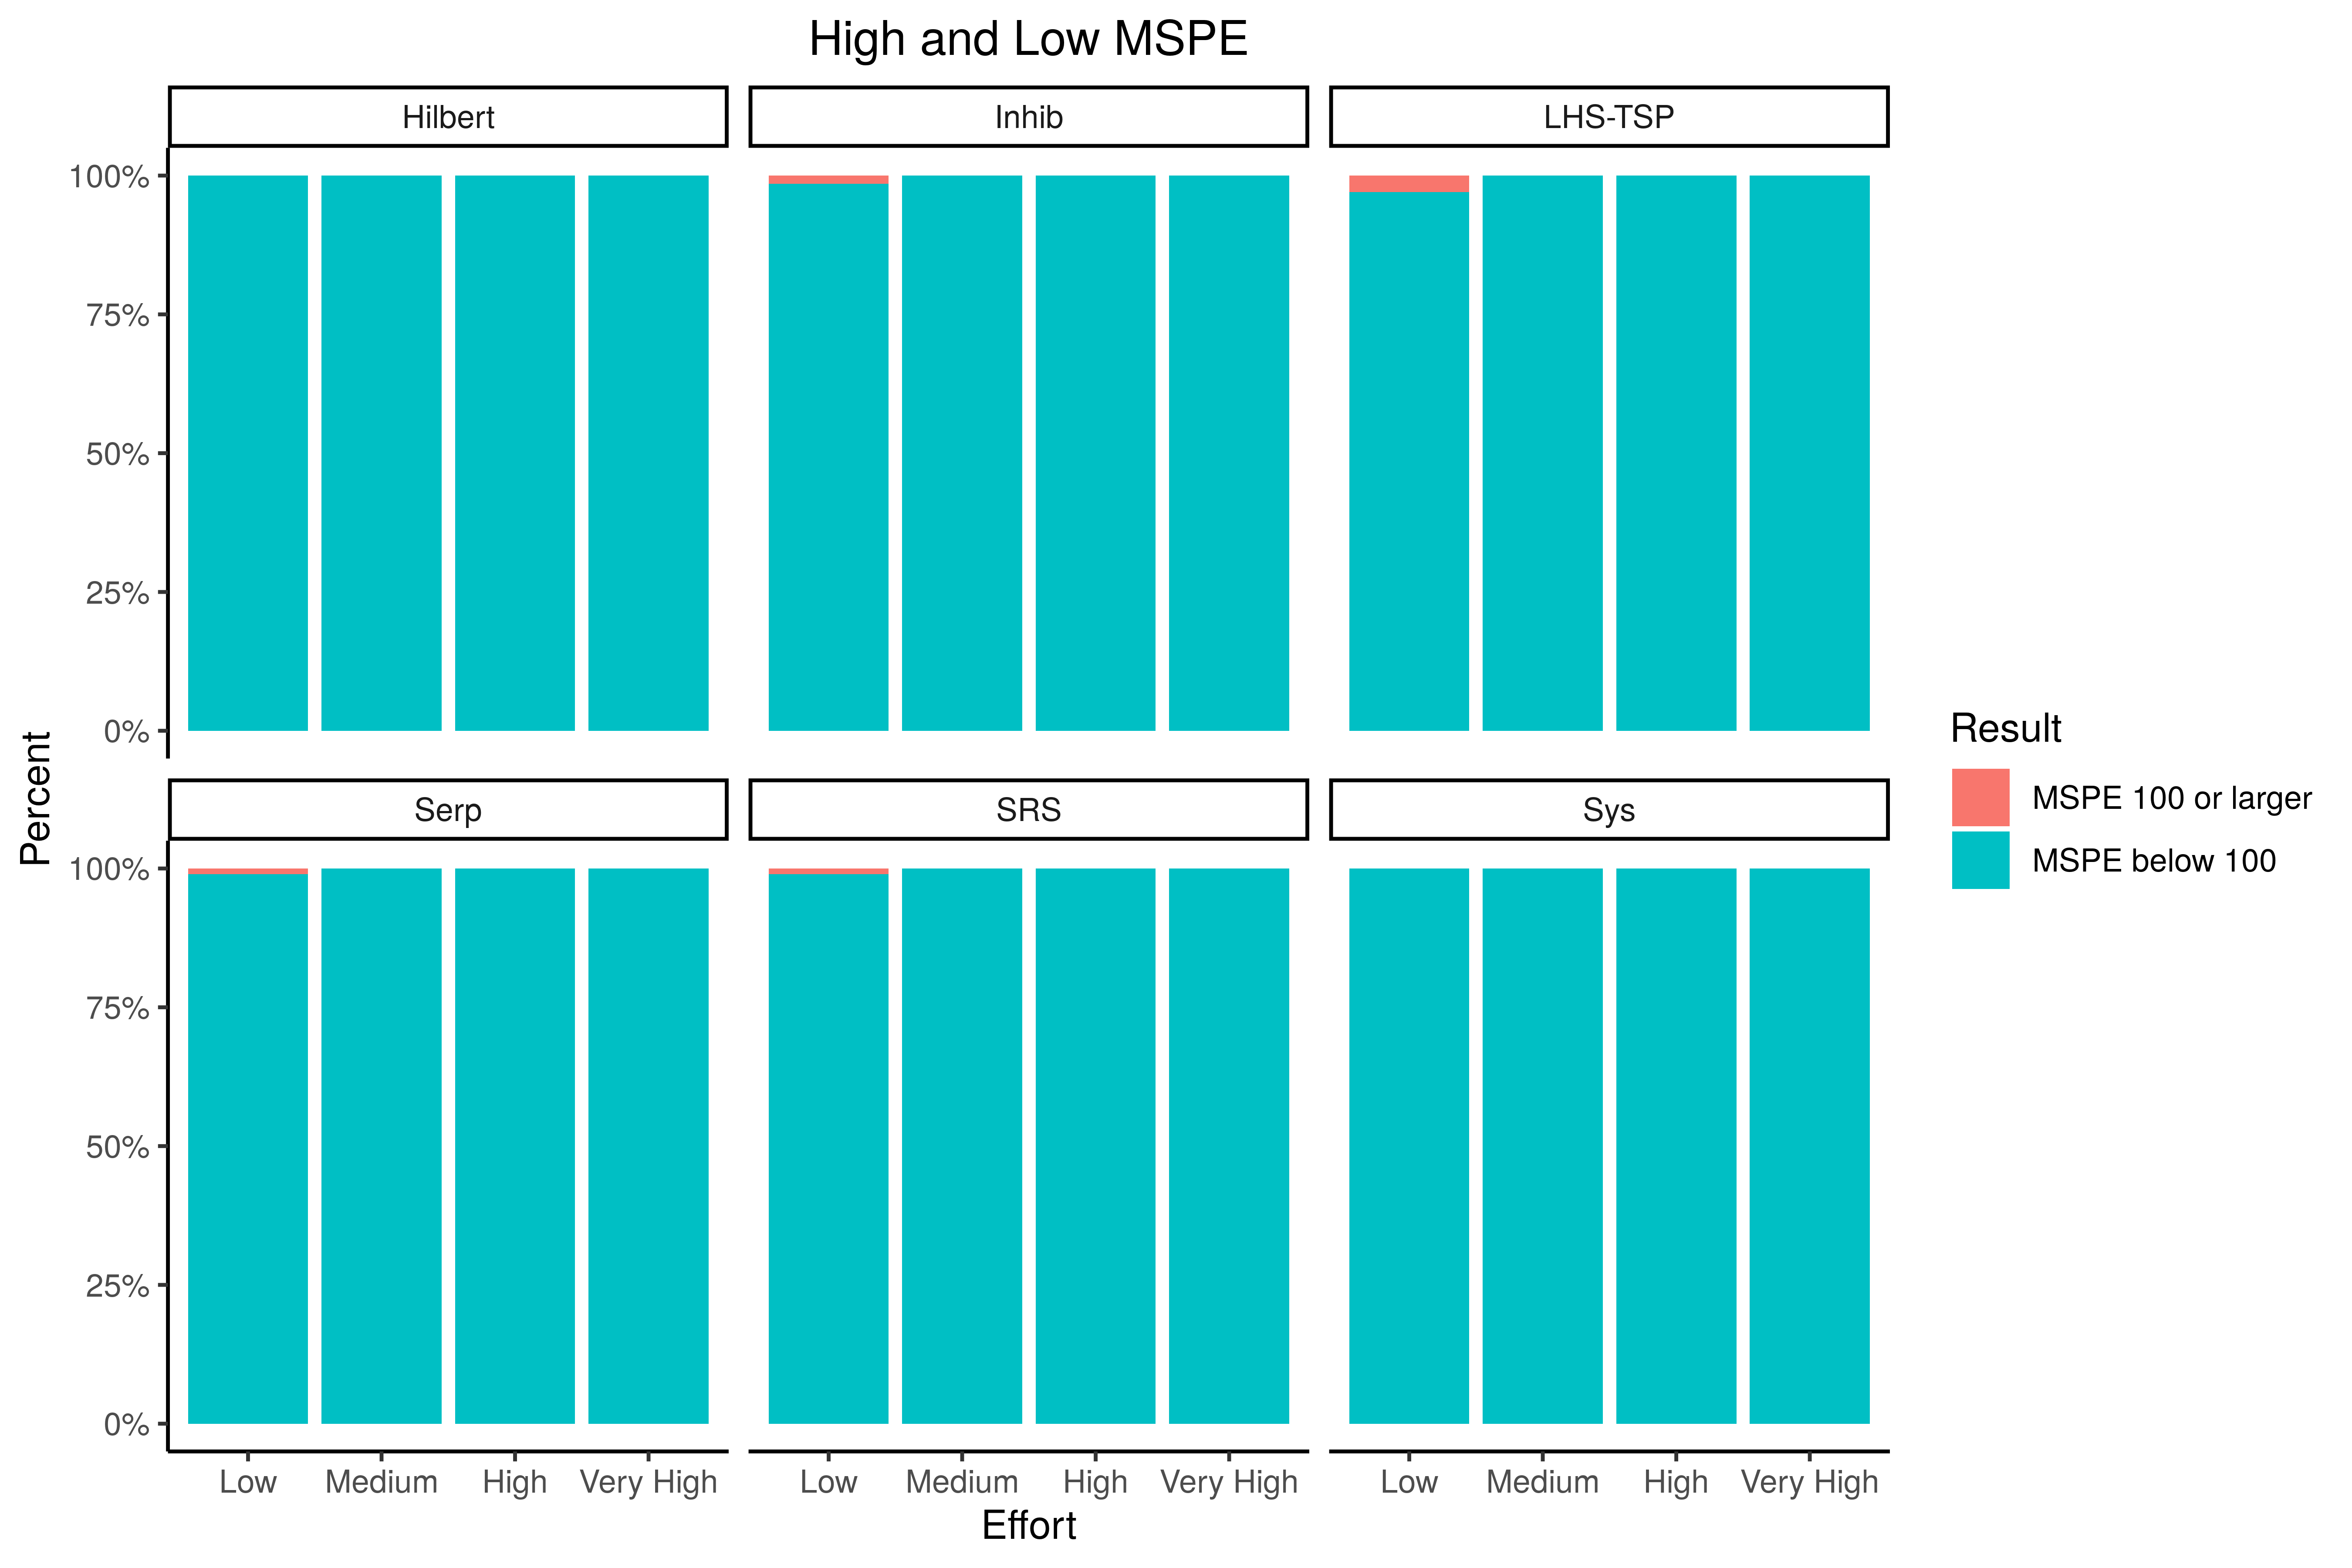 High and Low MSPE
Hilbert
Inhib
LHS-TSP
100%
75%
50%
25%
0%
Serp
SRS
Sys
100%
75%
50%
25%
0%
Low Medium High Very High
Low Medium High Very High
Low Medium High Very High
Effort
Percent
Result
MSPE 100 or larger
MSPE below 100